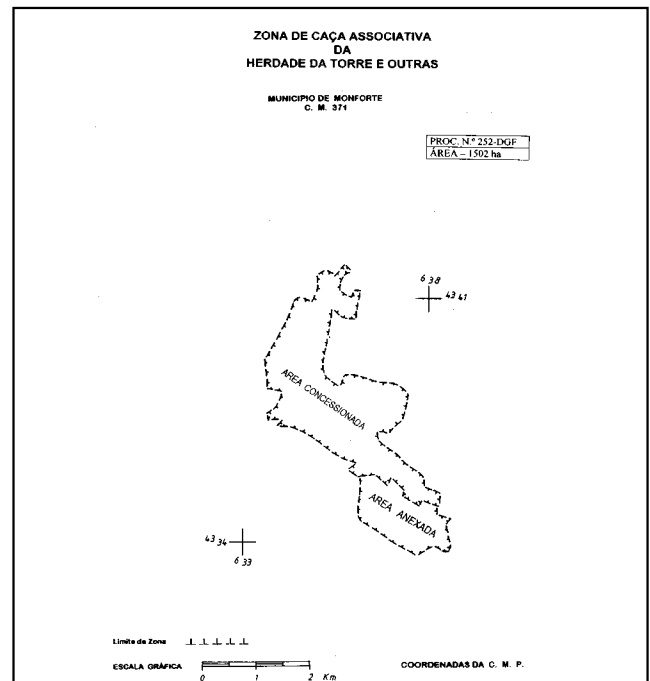 ZONA DE CAÇA ASSOCIATIVA
DA
HERDADE DA TORRE E OUTRAS
MUNICIPIO DE MONFORTE
C. M. 371
PROC. N.º 252-DGF
ÁREA – 1502 ha
6 38
43 41
AREA CONCESSIONADA
AREA ANEXADA
43 34
6 33
Limite de Zona
ESCALA GRÁFICA
0 1 2 Km
COORDENADAS DA C. M. P.